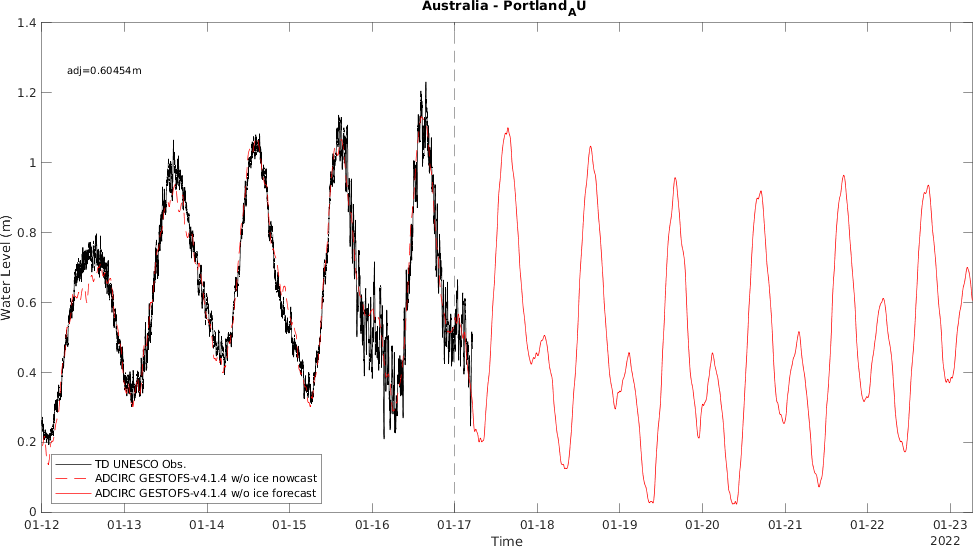 Australia - Portland_AU
adj=0.60454m
Water Level (m)
1.4
1.2
1
0.8
0.6
0.4
0.2
0
TD UNESCO Obs.
ADCIRC GESTOFS-v4.1.4 w/o ice nowcast
ADCIRC GESTOFS-v4.1.4 w/o ice forecast
01-12 01-13 01-14 01-15 01-16 01-17 01-18 01-19 01-20 01-21 01-22 01-23
2022
Time